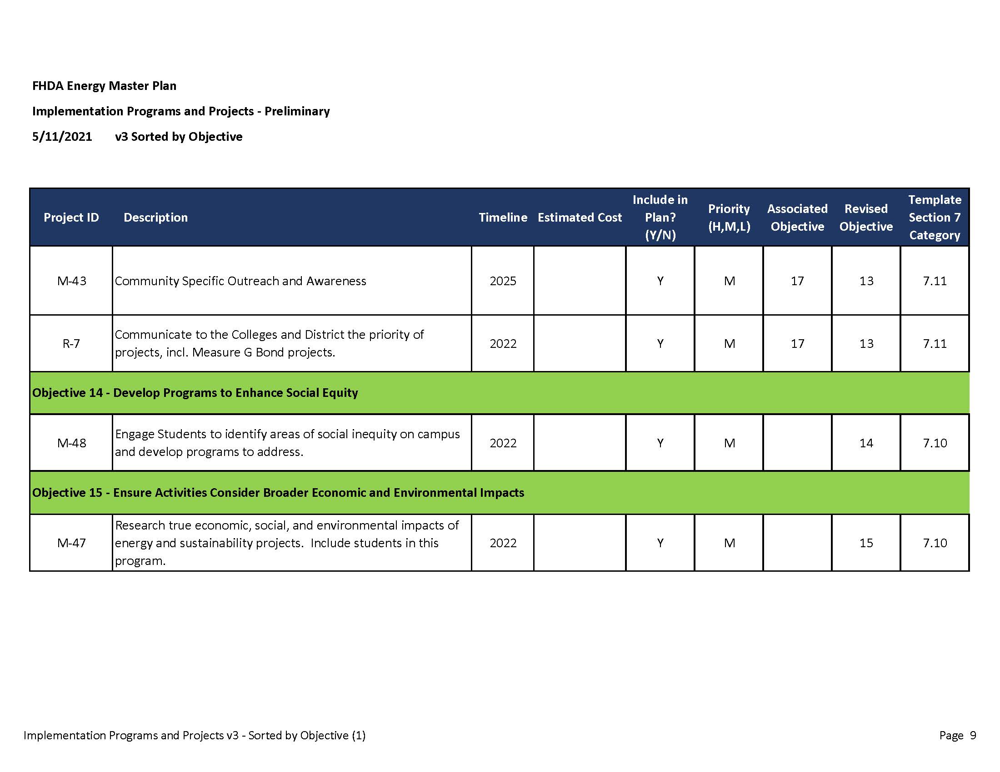 FHDA Energy Master Plan
Implementation Programs and Projects - Preliminary
5/11/2021 v3 Sorted by Objective
Project ID Description Timeline Estimated Cost Include in Plan? (Y/N) Priority (H,M,L) Associated Objective Revised Objective Template Section 7 Category
M-43 Community Specific Outreach and Awareness 2025 Y M 17 13 7.11
R-7 Communicate to the Colleges and District the priority of
projects, incl. Measure G Bond projects. 2022 Y M 17 13 7.11
Objective 14 - Develop Programs to Enhance Social Equity
M-48 Engage Students to identify areas of social inequity on campus
and develop programs to address. 2022 Y M 14 7.10
Objective 15 - Ensure Activities Consider Broader Economic and Environmental Impacts
M-47 Research true economic, social, and environmental impacts of
energy and sustainability projects.  Include students in this
program. 2022 Y M 15 7.10
Implementation Programs and Projects v3 - Sorted by Objective (1) Page 9